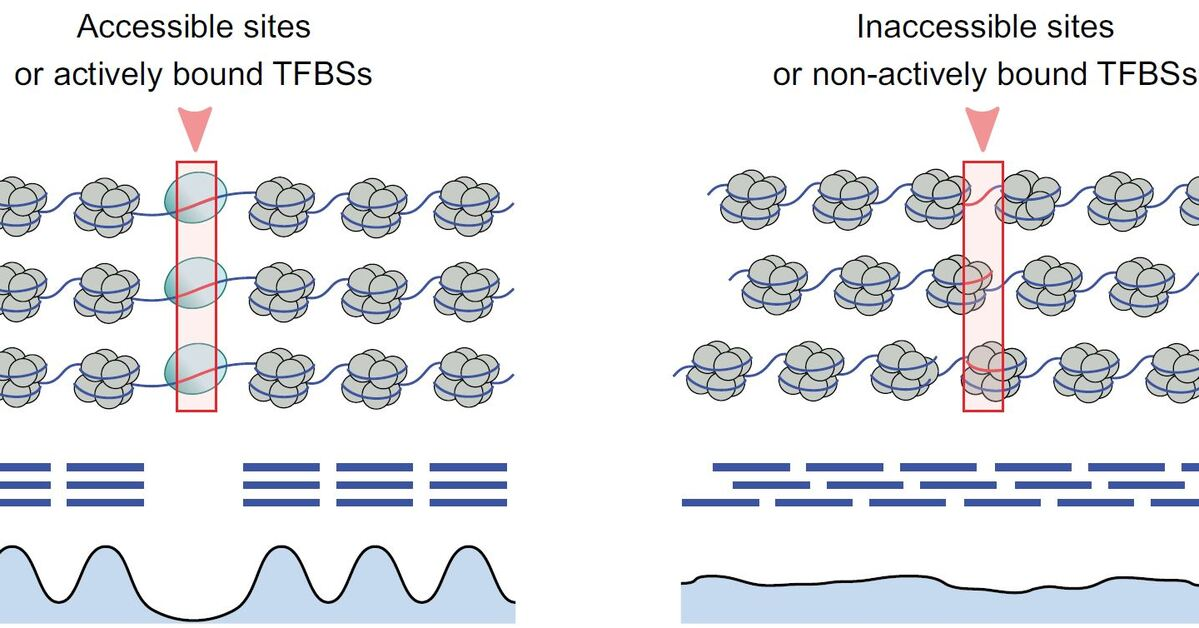 Accessible sites
or actively bound TFBSs
Inaccessible sites
or non-actively bound TFBSs